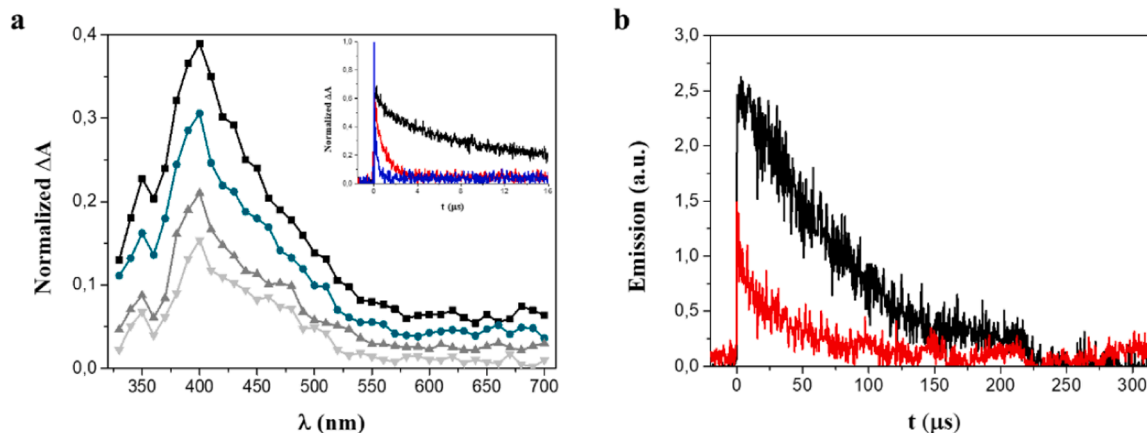 a
Normalized ΔA
0,4
0,3
0,2
0,1
0,0
350 400 450 500 550 600 650 700
λ (nm)
Normalized ΔA
1,0
0,8
0,6
0,4
0,2
0,0
0 4 8 12 16
t (μs)
b
Emission (a.u.)
3,0
2,5
2,0
1,5
1,0
0,5
0,0
0 50 100 150 200 250 300
t (μs)